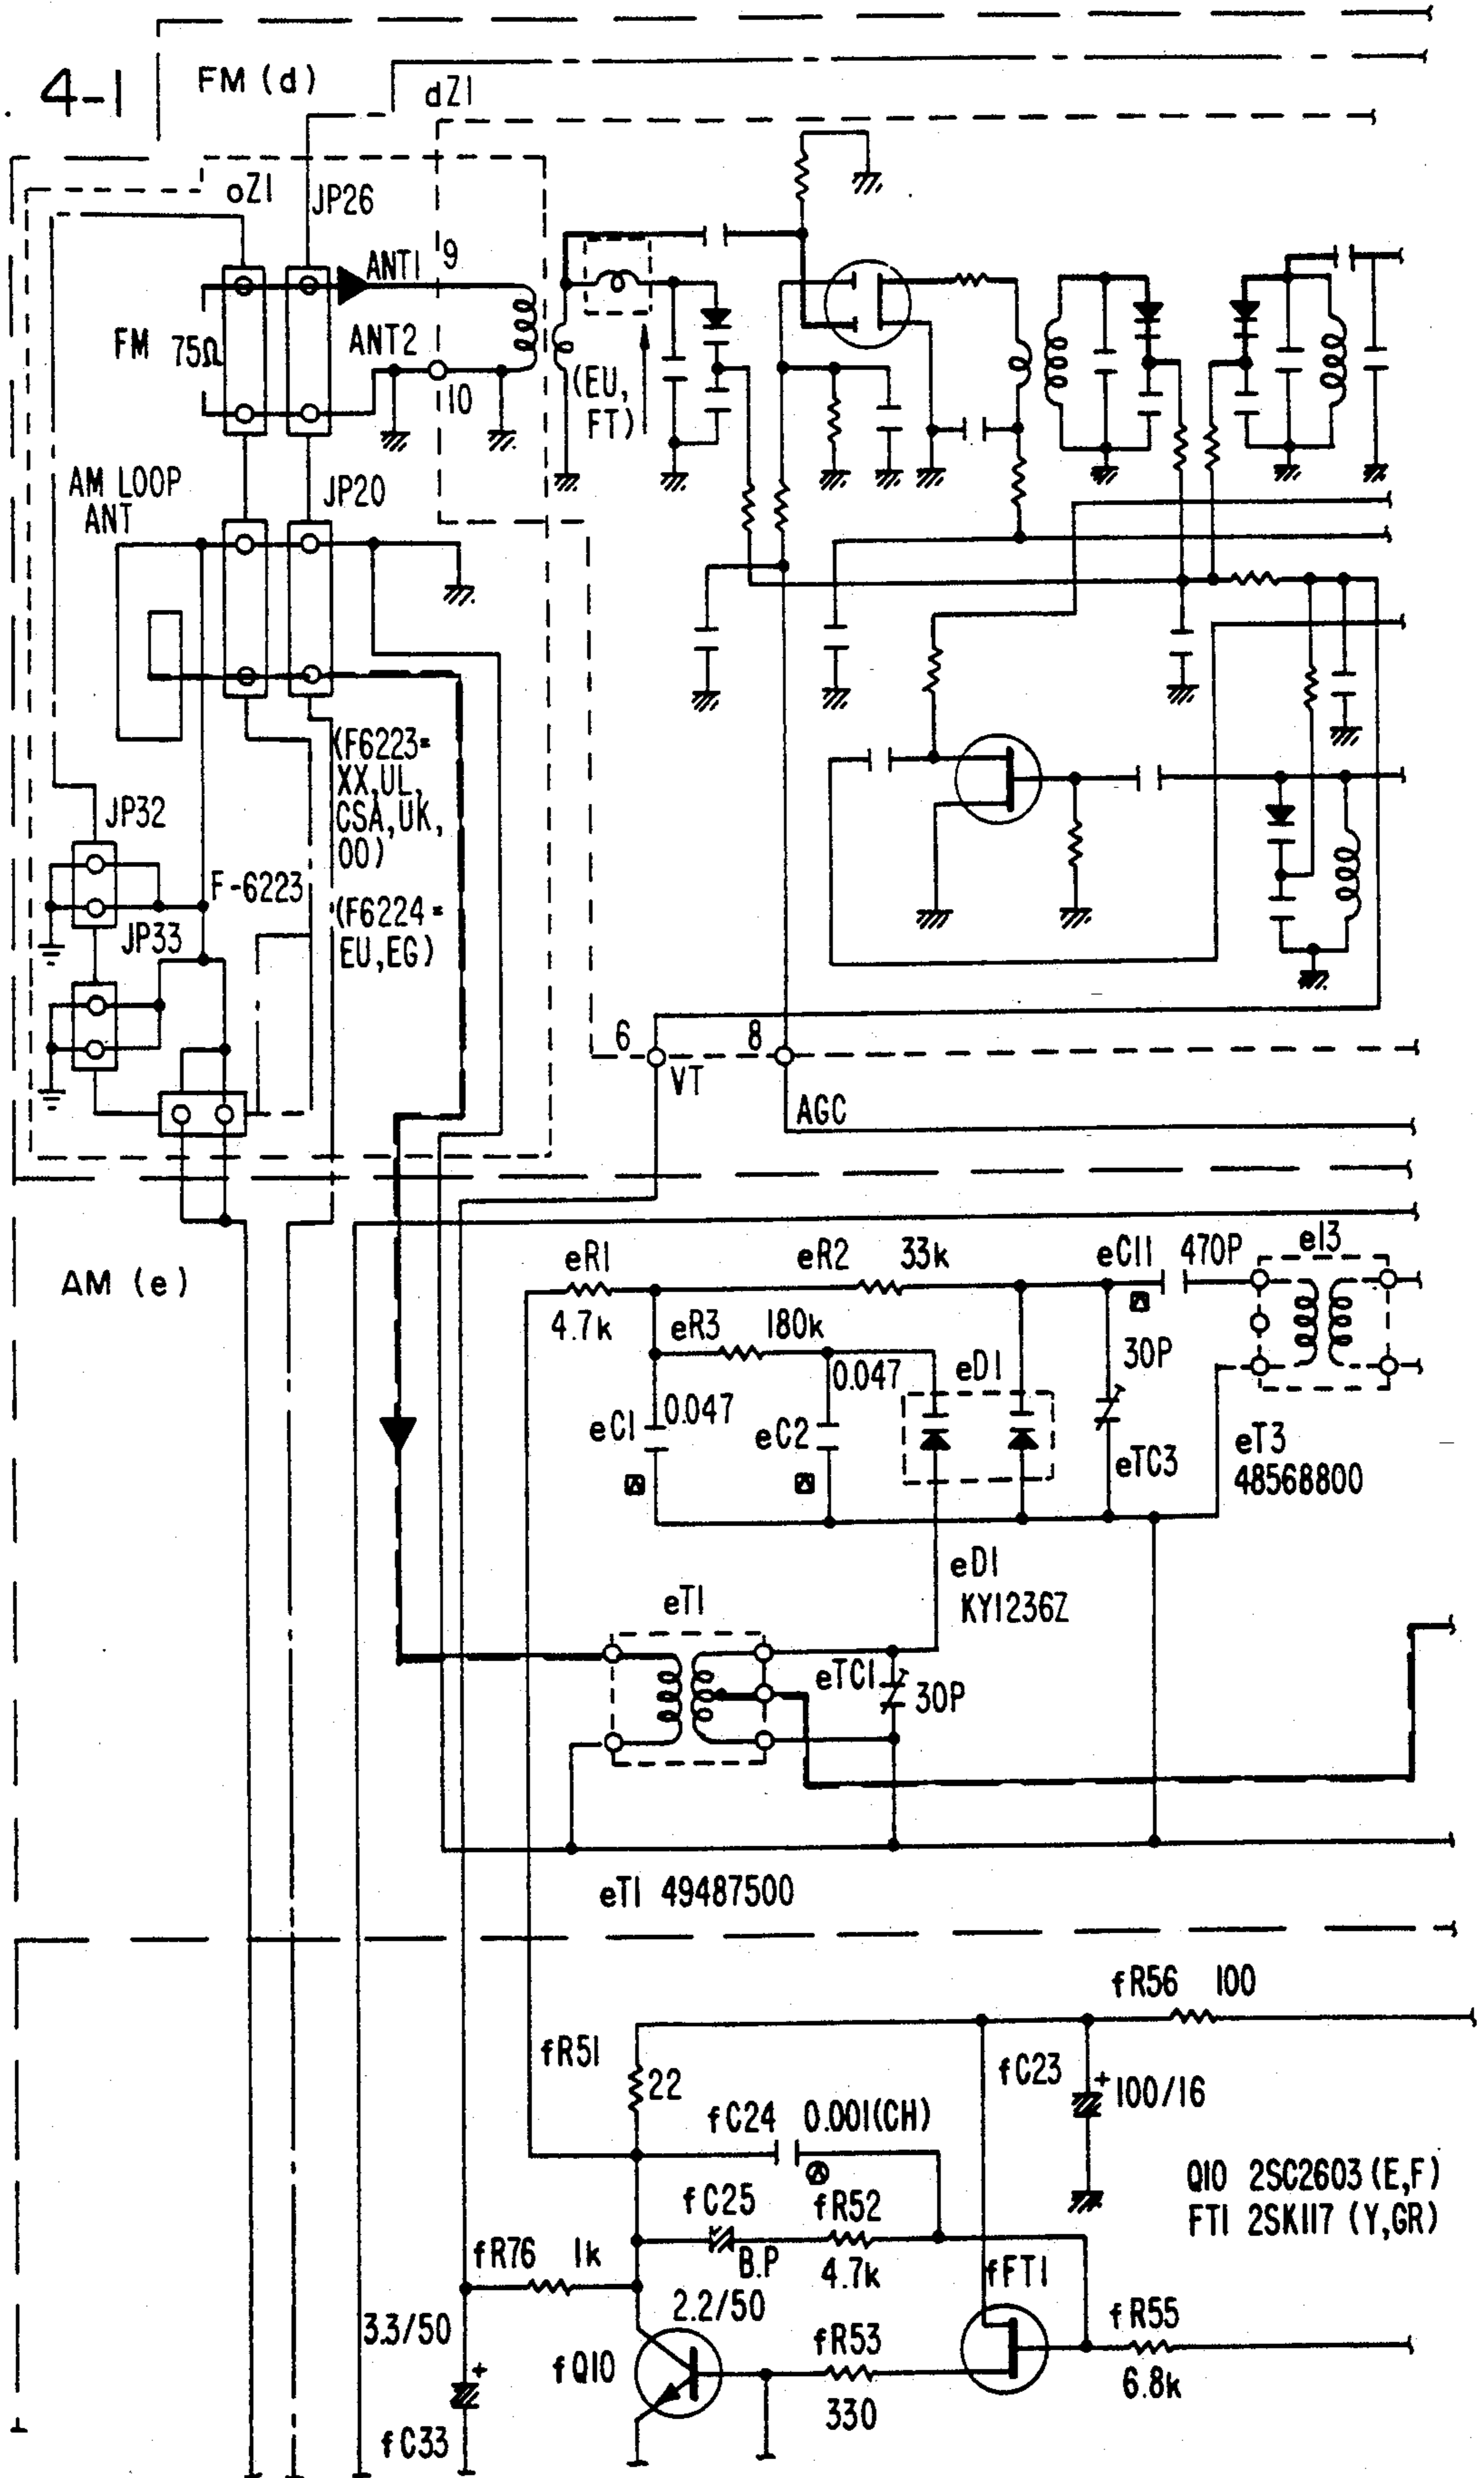 4-1
FM (d)
dZ1
oZ1
JP26
ANT1 9
FM 75Ω
ANT2
10
(EU,
FT)
AM LOOP
ANT
JP20
(F6223=
XX,UL,
CSA,UK,
00)
JP32
F-6223
(F6224=
EU,EG)
JP33
6
8
VT
AGC
AM (e)
eR1
eR2 33k
eC11 470P
eI3
4.7k
eR3 180k
30P
0.047
eD1
eC1
0.047
eC2
eTC3
eT3
48568800
eD1
KY1236Z
eT1
eTC1
30P
eT1 49487500
fR56 100
fR51
22
fC23
+
100/16
fC24 0.001(CH)
Q10 2SC2603 (E,F)
FT1 2SK117 (Y,GR)
fC25
fR52
B.P
4.7k
fR76 1k
fFT1
2.2/50
fR55
3.3/50
fR53
fQ10
6.8k
+
330
fC33